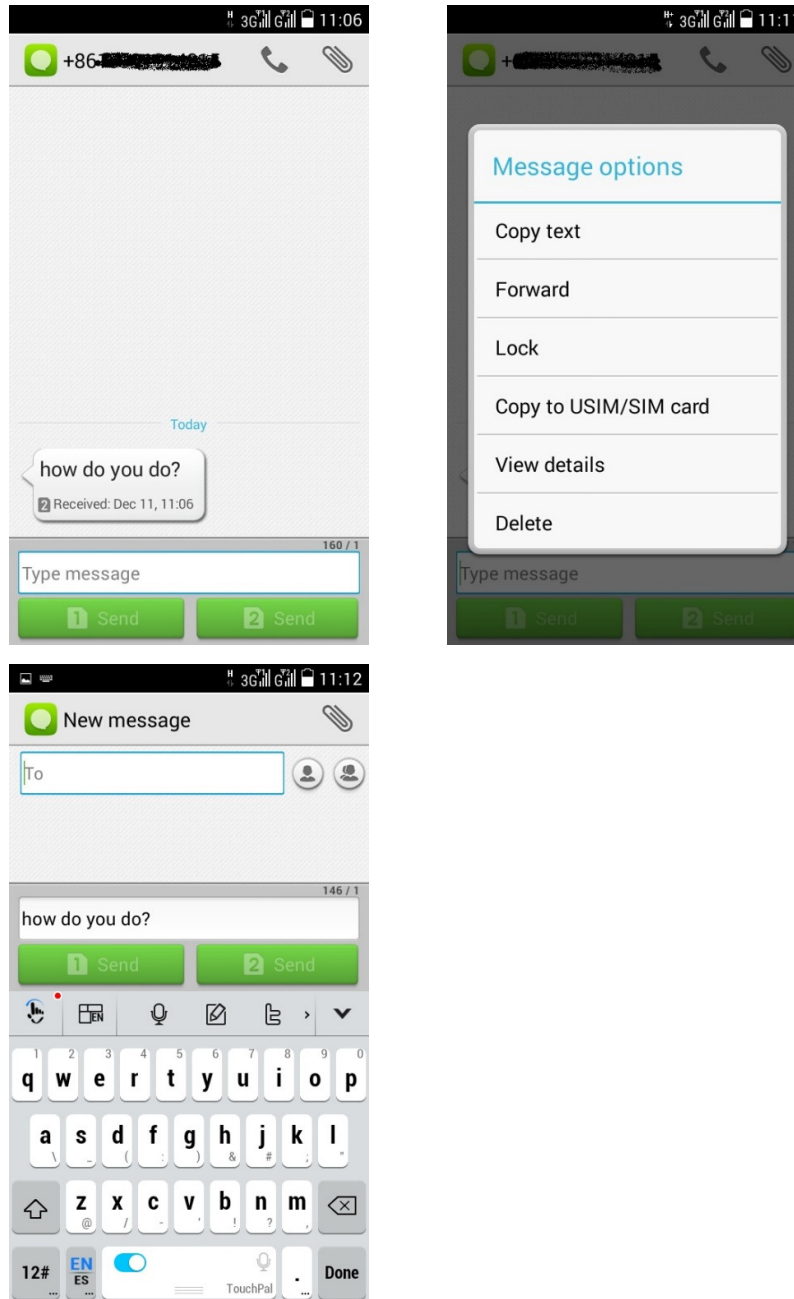 3G G 11:06
+86
Today
how do you do?
2 Received: Dec 11, 11:06
160 / 1
Type message
1 Send 2 Send
3G G
+
Message options
Copy text
Forward
Lock
Copy to USIM/SIM card
View details
Delete
Type message
1 Send 2 Send
3G G 11:12
New message
To
146 / 1
how do you do?
1 Send 2 Send
EN
1 2 3 4 5 6 7 8 9 0
q w e r t y u i o p
a s d f g h j k l
\ _ ( : ) & # ; "
z x c v b n m
@ / - ' ! ? ,
12# EN ES . Done
TouchPal